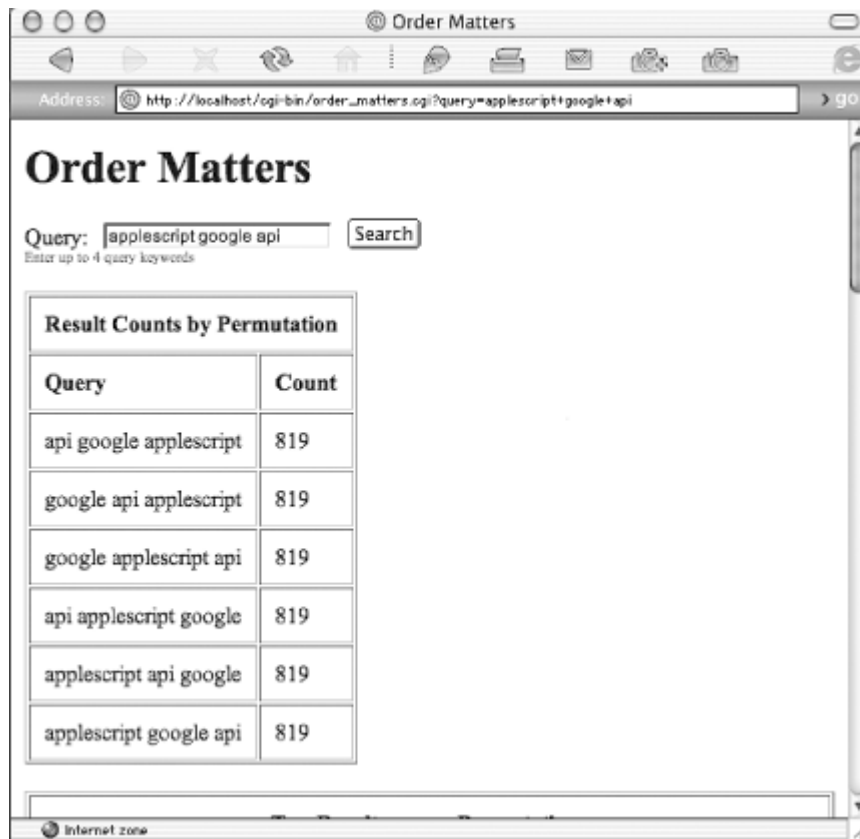 Order Matters
Address: http://localhost/cgi-bin/order_matters.cgi?query=applescript+google+api go
Order Matters
Query: applescript google api Search
Enter up to 4 query keywords
Result Counts by Permutation
Query Count
api google applescript 819
google api applescript 819
google applescript api 819
api applescript google 819
applescript api google 819
applescript google api 819
Internet zone